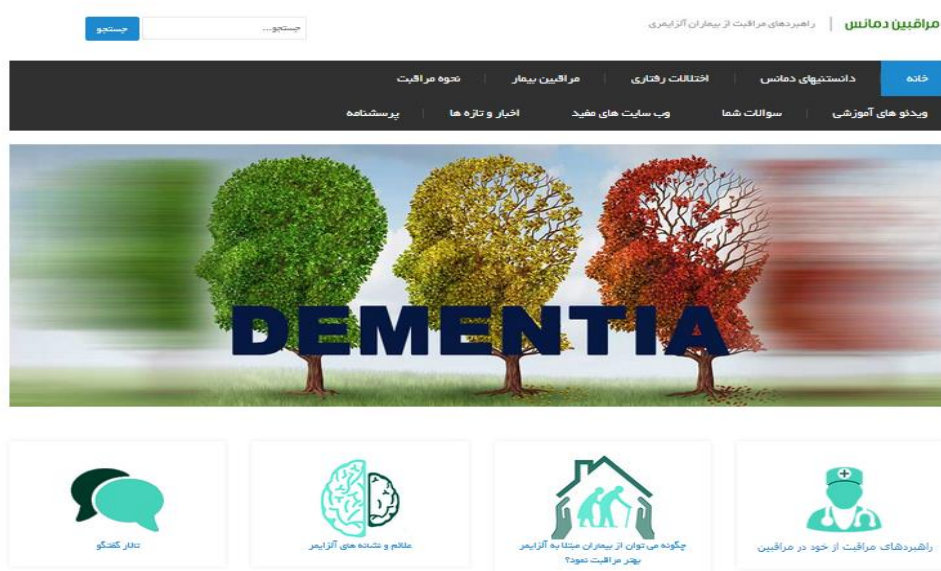 مراقبین دمانس | راهبردهای مراقبت از بیماران آلزایمری
جستجو...
جستجو
خانه | دانستنیهای دمانس | اختلالات رفتاری | مراقبین بیمار | نحوه مراقبت
ویدئو های آموزشی | سوالات شما | وب سایت های مفید | اخبار و تازه ها | پرسشنامه
DEMENTIA
راهبردهای مراقبت از خود در مراقبین
چگونه می توان از بیماران مبتلا به آلزایمر
بهتر مراقبت نمود؟
علائم و نشانه های آلزایمر
تالار گفتگو